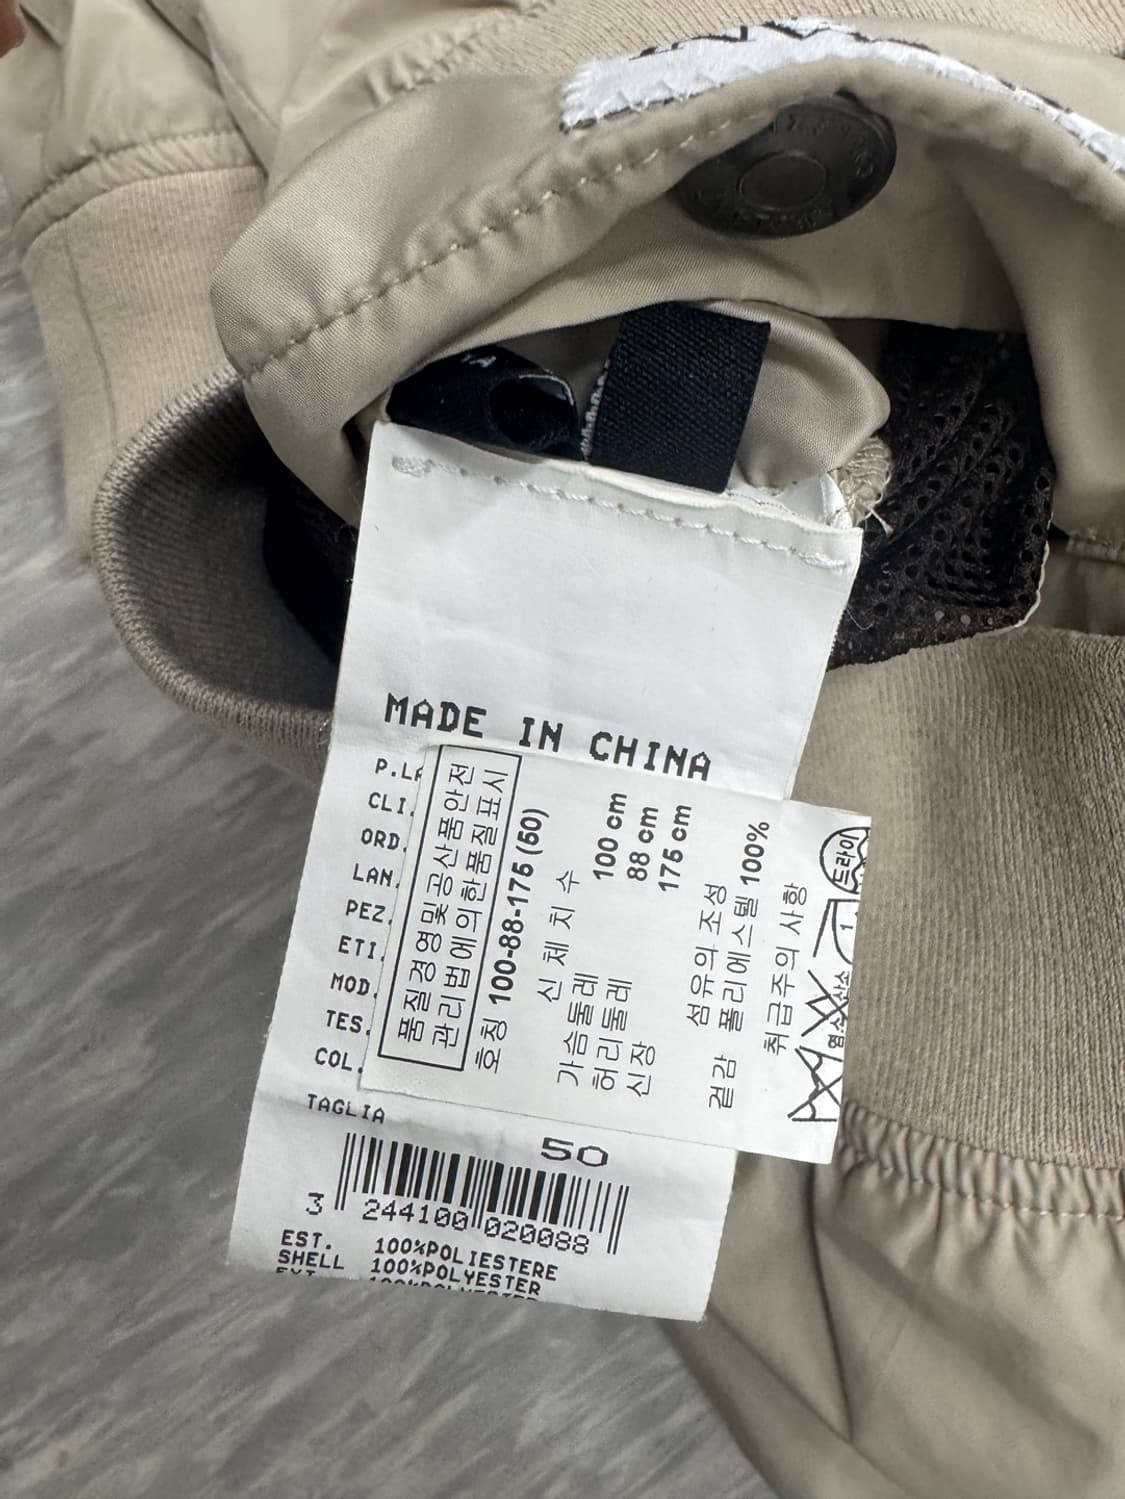 MADE IN CHINA
CLI.
ORD.
LAN.
PEZ.
ETI.
MOD.
TES.
COL.
TAGLIA
50
3 244100 020088
EST. 100%POLIESTERE
SHELL 100%POLYESTER
품질경영및공산품안전
관리법에의한품질표시
호칭 100-88-175 (50)
신 체 치 수
가슴둘레 100 cm
허리둘레 88 cm
신장 175 cm
섬유의 조성
겉감 폴리에스텔 100%
취급주의 사항
드라이